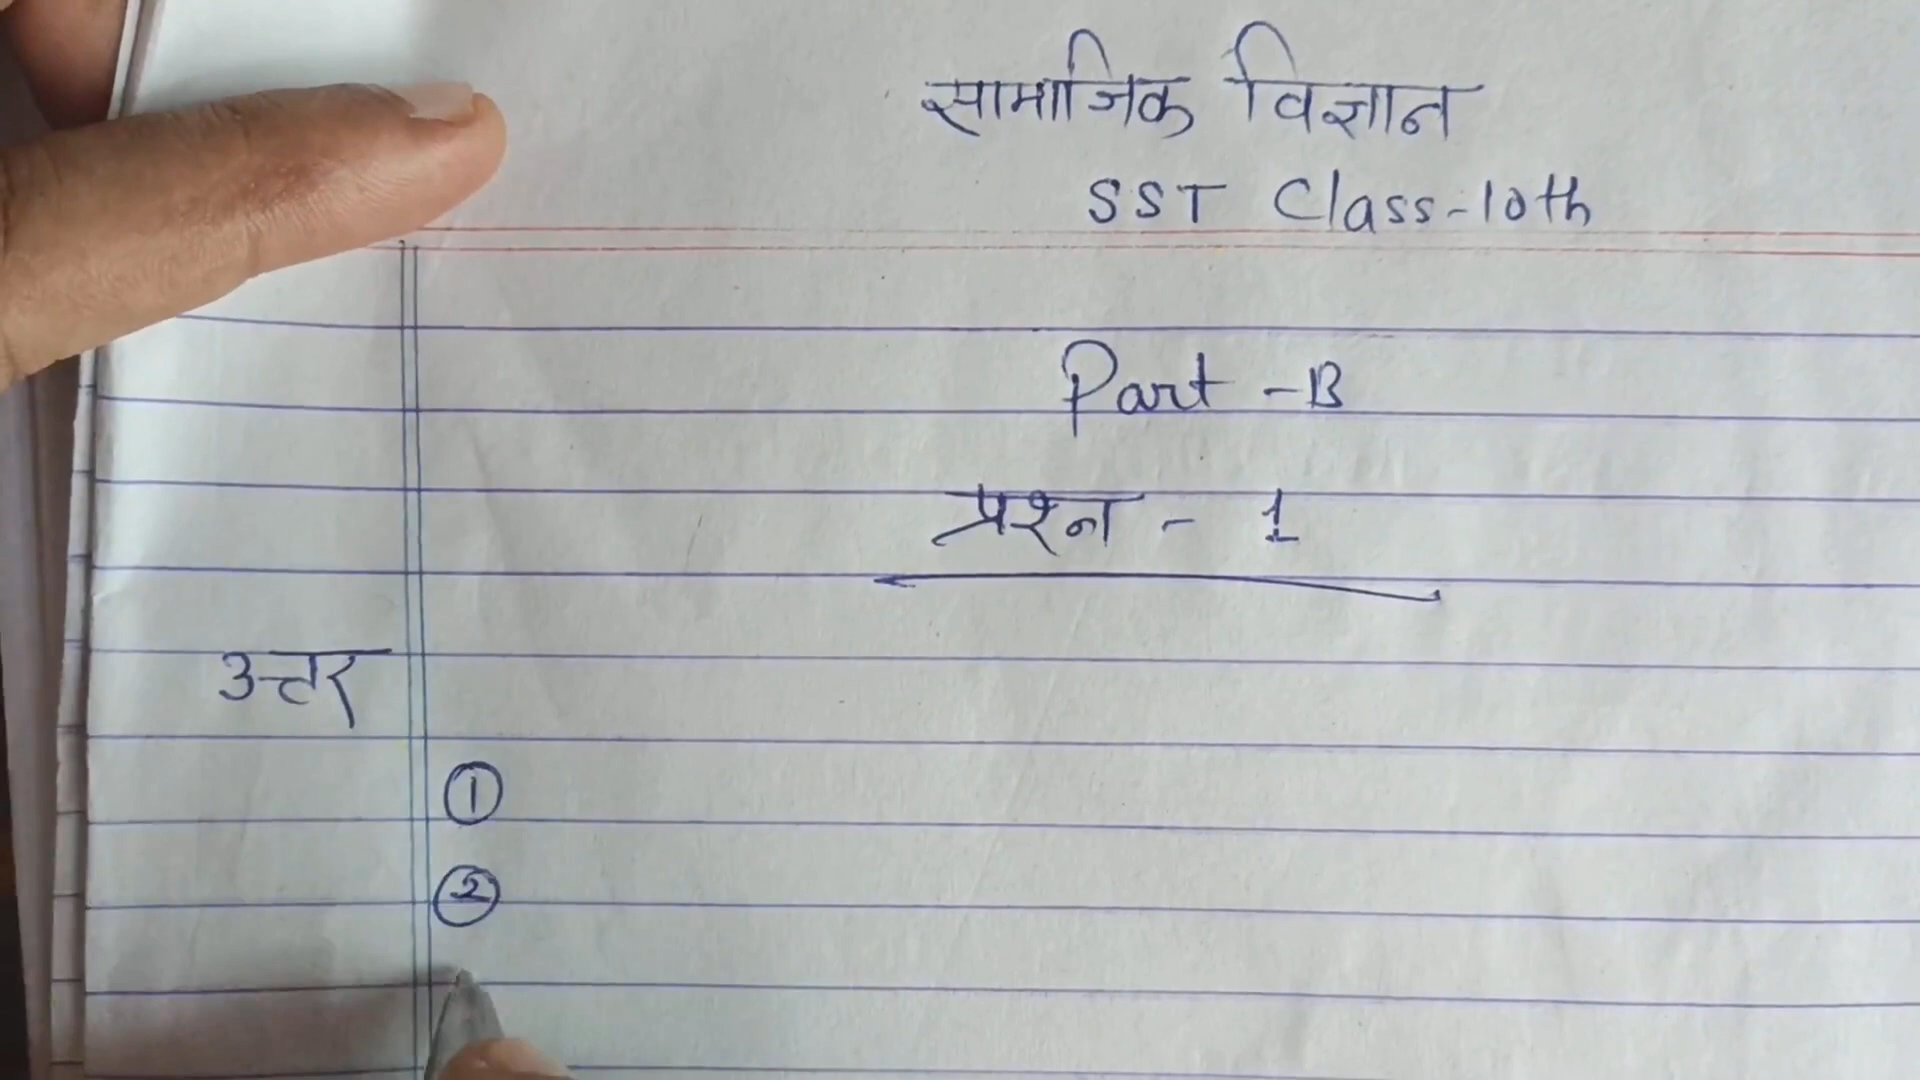 सामाजिक विज्ञान
SST Class-10th
Part -B
प्रश्न - 1
उत्तर
①
②